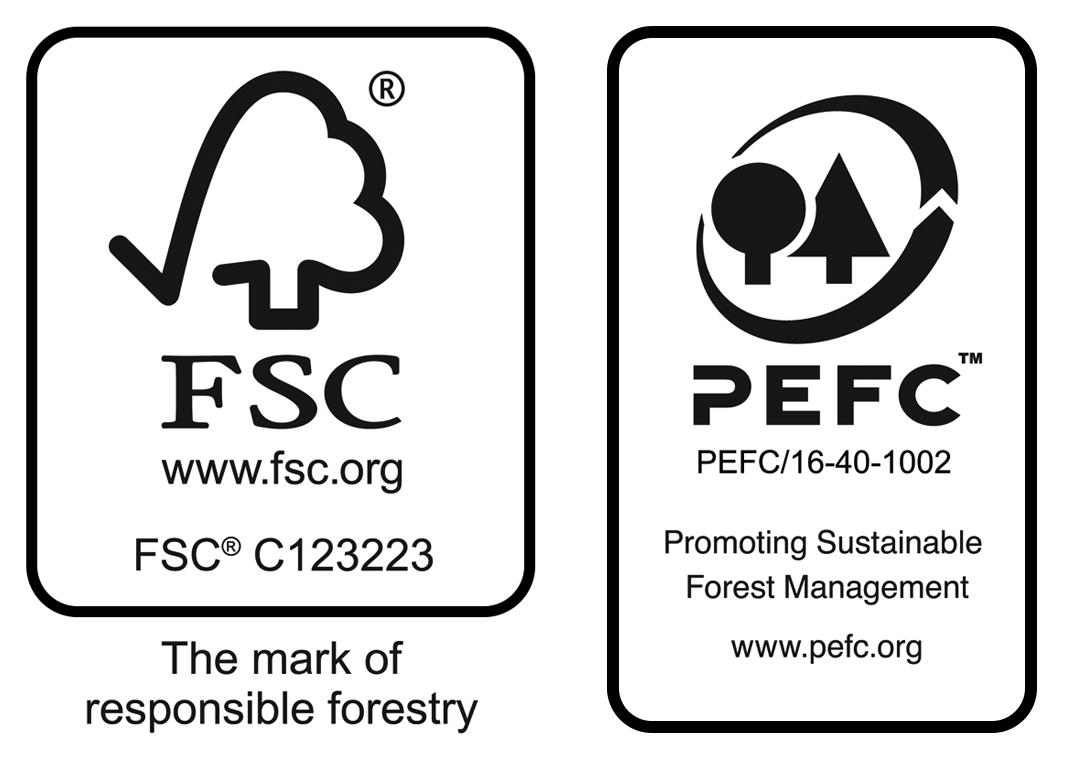 ®
FSC
www.fsc.org
FSC® C123223
The mark of
responsible forestry
PEFC™
PEFC/16-40-1002
Promoting Sustainable
Forest Management
www.pefc.org